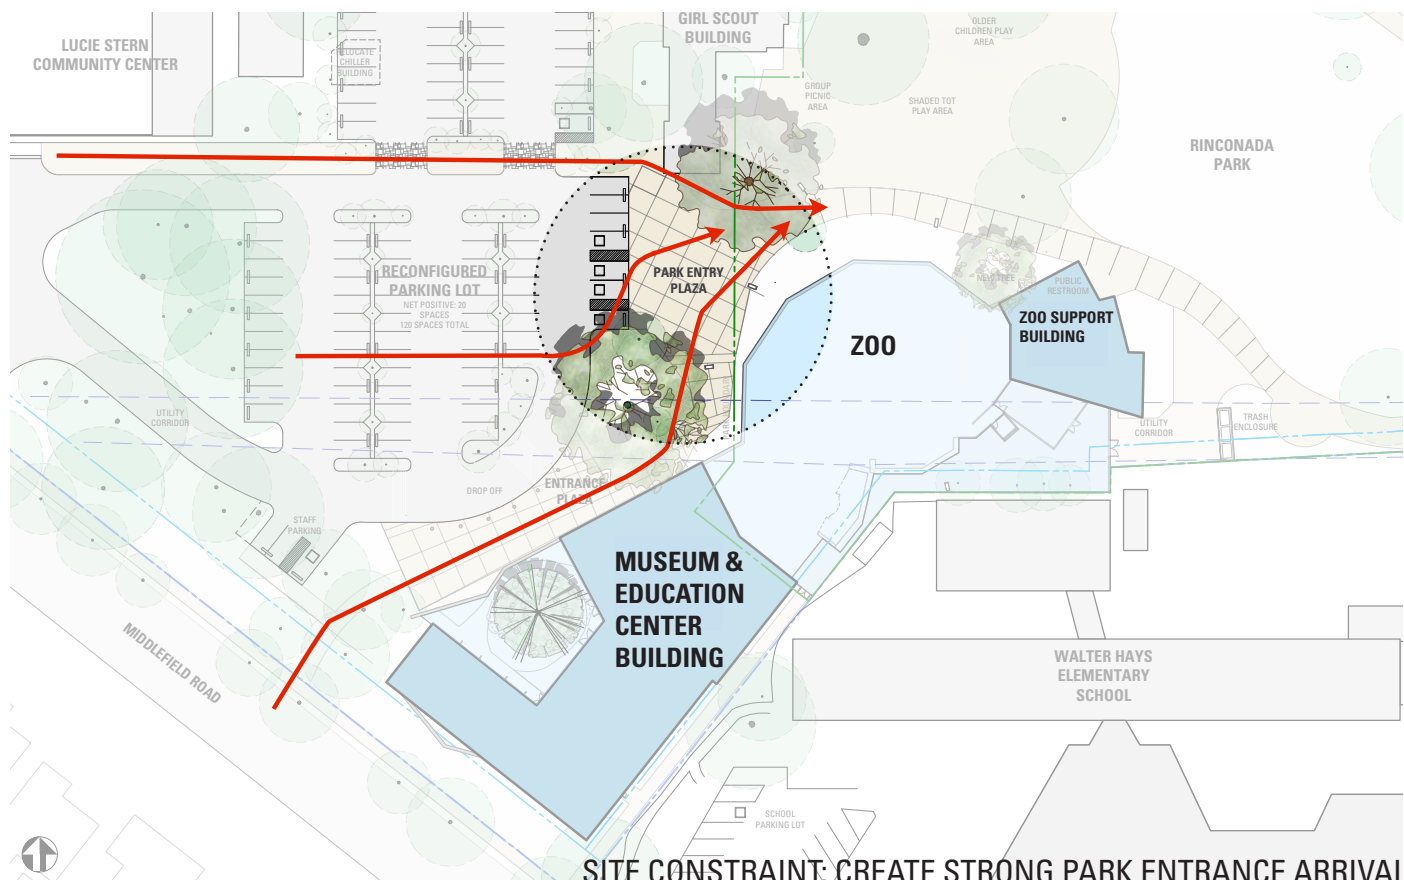 LUCIE STERN
COMMUNITY CENTER
RELOCATE
CHILLER
BUILDING
GIRL SCOUT
BUILDING
OLDER
CHILDREN PLAY
AREA
GROUP
PICNIC
AREA
SHADED TOT
PLAY AREA
RINCONADA
PARK
RECONFIGURED
PARKING LOT
NET POSITIVE: 20
SPACES
120 SPACES TOTAL
PARK ENTRY
PLAZA
NEW TREE
PUBLIC
RESTROOM
ZOO SUPPORT
BUILDING
ZOO
UTILITY
CORRIDOR
UTILITY
CORRIDOR
TRASH
ENCLOSURE
DROP OFF
ENTRANCE
PLAZA
STAFF
PARKING
MUSEUM &
EDUCATION
CENTER
BUILDING
MIDDLEFIELD ROAD
WALTER HAYS
ELEMENTARY
SCHOOL
SCHOOL
PARKING LOT
SITE CONSTRAINT: CREATE STRONG PARK ENTRANCE ARRIVAL